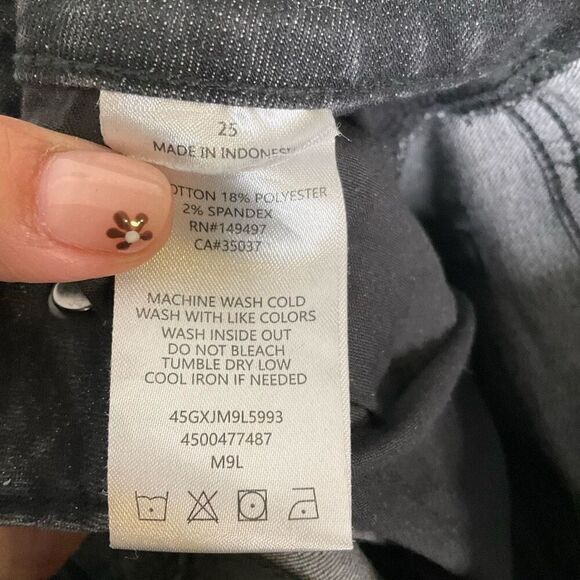 25
MADE IN INDONES
OTTON 18% POLYESTER
2% SPANDEX
RN#149497
CA#35037
MACHINE WASH COLD
WASH WITH LIKE COLORS
WASH INSIDE OUT
DO NOT BLEACH
TUMBLE DRY LOW
COOL IRON IF NEEDED
45GXJM9L5993
4500477487
M9L